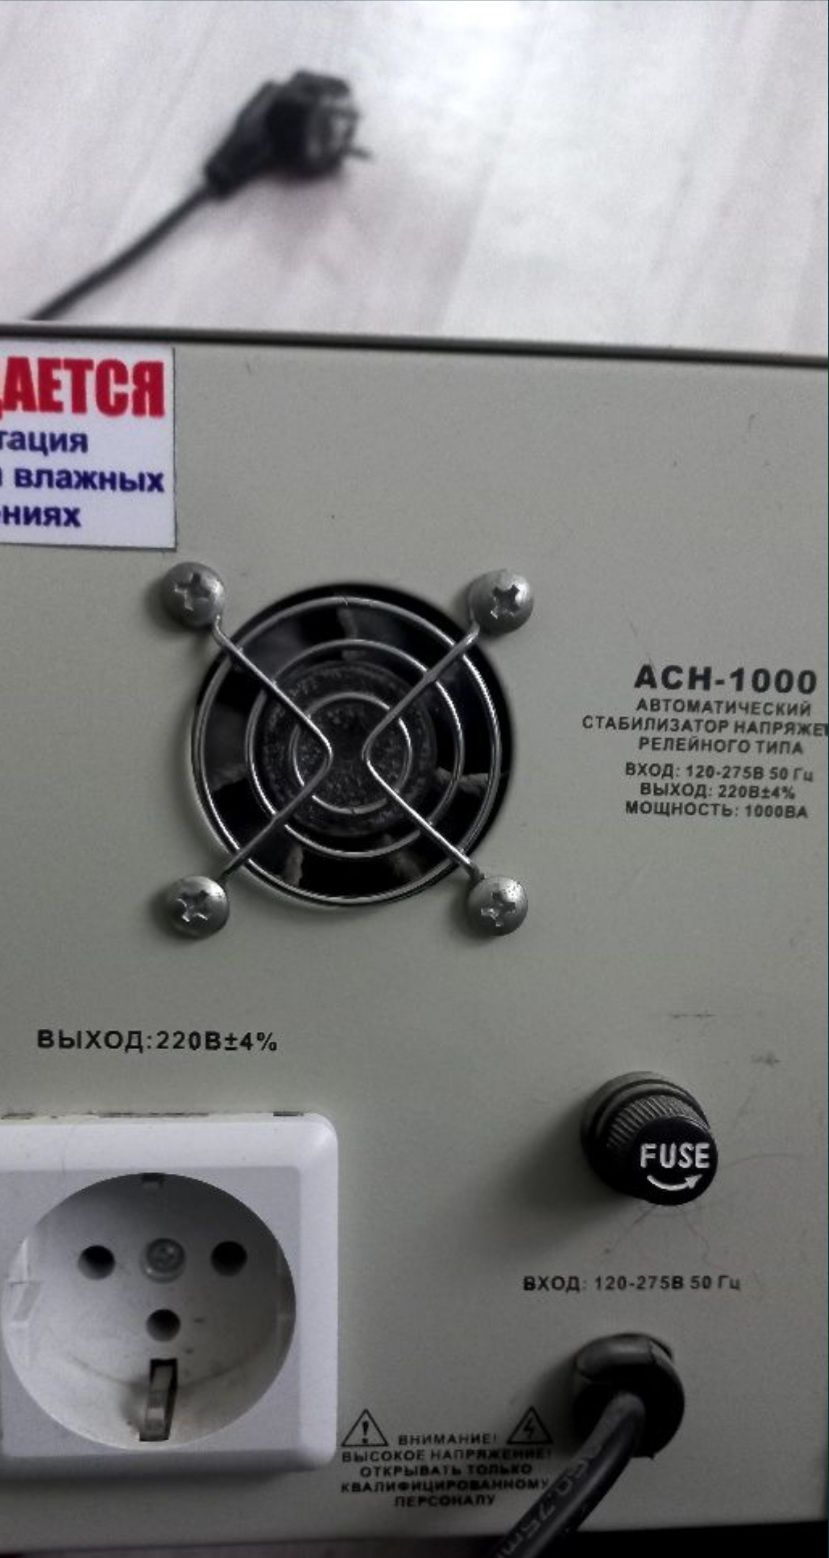 ДАЕТСЯ
тация
влажных
ниях
АСН-1000
АВТОМАТИЧЕСКИЙ
СТАБИЛИЗАТОР НАПРЯЖЕ
РЕЛЕЙНОГО ТИПА
ВХОД: 120-275В 50 Гц
ВЫХОД: 220В±4%
МОЩНОСТЬ: 1000ВА
ВЫХОД:220В±4%
FUSE
ВХОД: 120-275В 50 Гц
ВНИМАНИЕ!
ВЫСОКОЕ НАПРЯЖЕНИЕ!
ОТКРЫВАТЬ ТОЛЬКО
КВАЛИФИЦИРОВАННОМУ
ПЕРСОНАЛУ